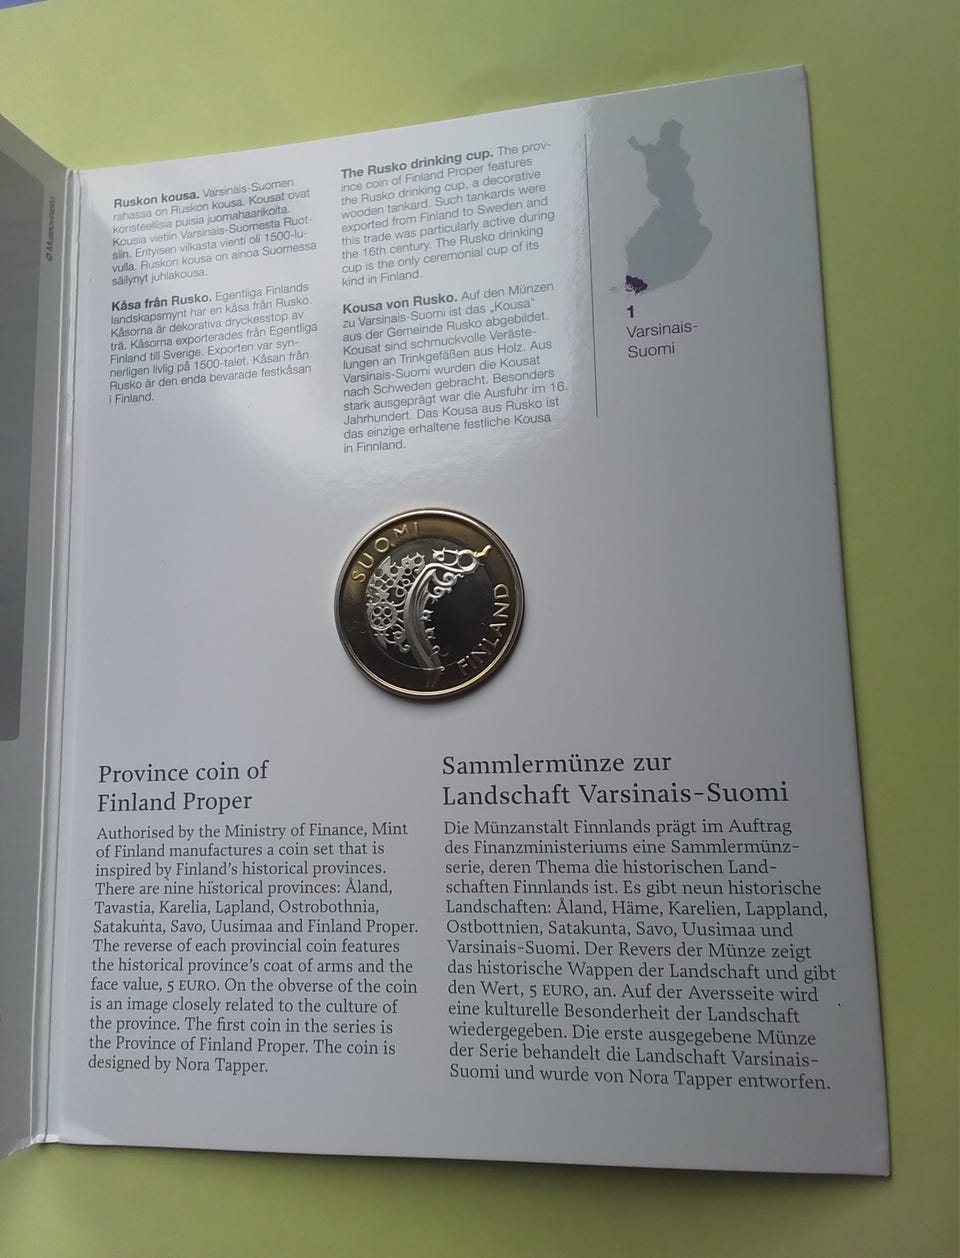 © Museovirasto
Ruskon kousa. Varsinais-Suomen
rahassa on Ruskon kousa. Kousat ovat
koristeellisia puisia juomahaarikoita.
Kousia vietiin Varsinais-Suomesta Ruot-
siin. Erityisen vilkasta vienti oli 1500-lu-
vulla. Ruskon kousa on ainoa Suomessa
säilynyt juhlakousa.
Kåsa från Rusko. Egentliga Finlands
landskapsmynt har en kåsa från Rusko.
Kåsorna är dekorativa dryckesstop av
trä. Kåsorna exporterades från Egentliga
Finland till Sverige. Exporten var syn-
nerligen livlig på 1500-talet. Kåsan från
Rusko är den enda bevarade festkåsan
i Finland.
The Rusko drinking cup. The prov-
ince coin of Finland Proper features
the Rusko drinking cup, a decorative
wooden tankard. Such tankards were
exported from Finland to Sweden and
this trade was particularly active during
the 16th century. The Rusko drinking
cup is the only ceremonial cup of its
kind in Finland.
Kousa von Rusko. Auf den Münzen
zu Varsinais-Suomi ist das „Kousa“
aus der Gemeinde Rusko abgebildet.
Kousat sind schmuckvolle Veräste-
lungen an Trinkgefäßen aus Holz. Aus
Varsinais-Suomi wurden die Kousat
nach Schweden gebracht. Besonders
stark ausgeprägt war die Ausfuhr im 16.
Jahrhundert. Das Kousa aus Rusko ist
das einzige erhaltene festliche Kousa
in Finnland.
1
Varsinais-
Suomi
SUOMI
FINLAND
Province coin of
Finland Proper
Authorised by the Ministry of Finance, Mint
of Finland manufactures a coin set that is
inspired by Finland's historical provinces.
There are nine historical provinces: Åland,
Tavastia, Karelia, Lapland, Ostrobothnia,
Satakunta, Savo, Uusimaa and Finland Proper.
The reverse of each provincial coin features
the historical province's coat of arms and the
face value, 5 EURO. On the obverse of the coin
is an image closely related to the culture of
the province. The first coin in the series is
the Province of Finland Proper. The coin is
designed by Nora Tapper.
Sammlermünze zur
Landschaft Varsinais-Suomi
Die Münzanstalt Finnlands prägt im Auftrag
des Finanzministeriums eine Sammlermünz-
serie, deren Thema die historischen Land-
schaften Finnlands ist. Es gibt neun historische
Landschaften: Åland, Häme, Karelien, Lappland,
Ostbottnien, Satakunta, Savo, Uusimaa und
Varsinais-Suomi. Der Revers der Münze zeigt
das historische Wappen der Landschaft und gibt
den Wert, 5 EURO, an. Auf der Aversseite wird
eine kulturelle Besonderheit der Landschaft
wiedergegeben. Die erste ausgegebene Münze
der Serie behandelt die Landschaft Varsinais-
Suomi und wurde von Nora Tapper entworfen.